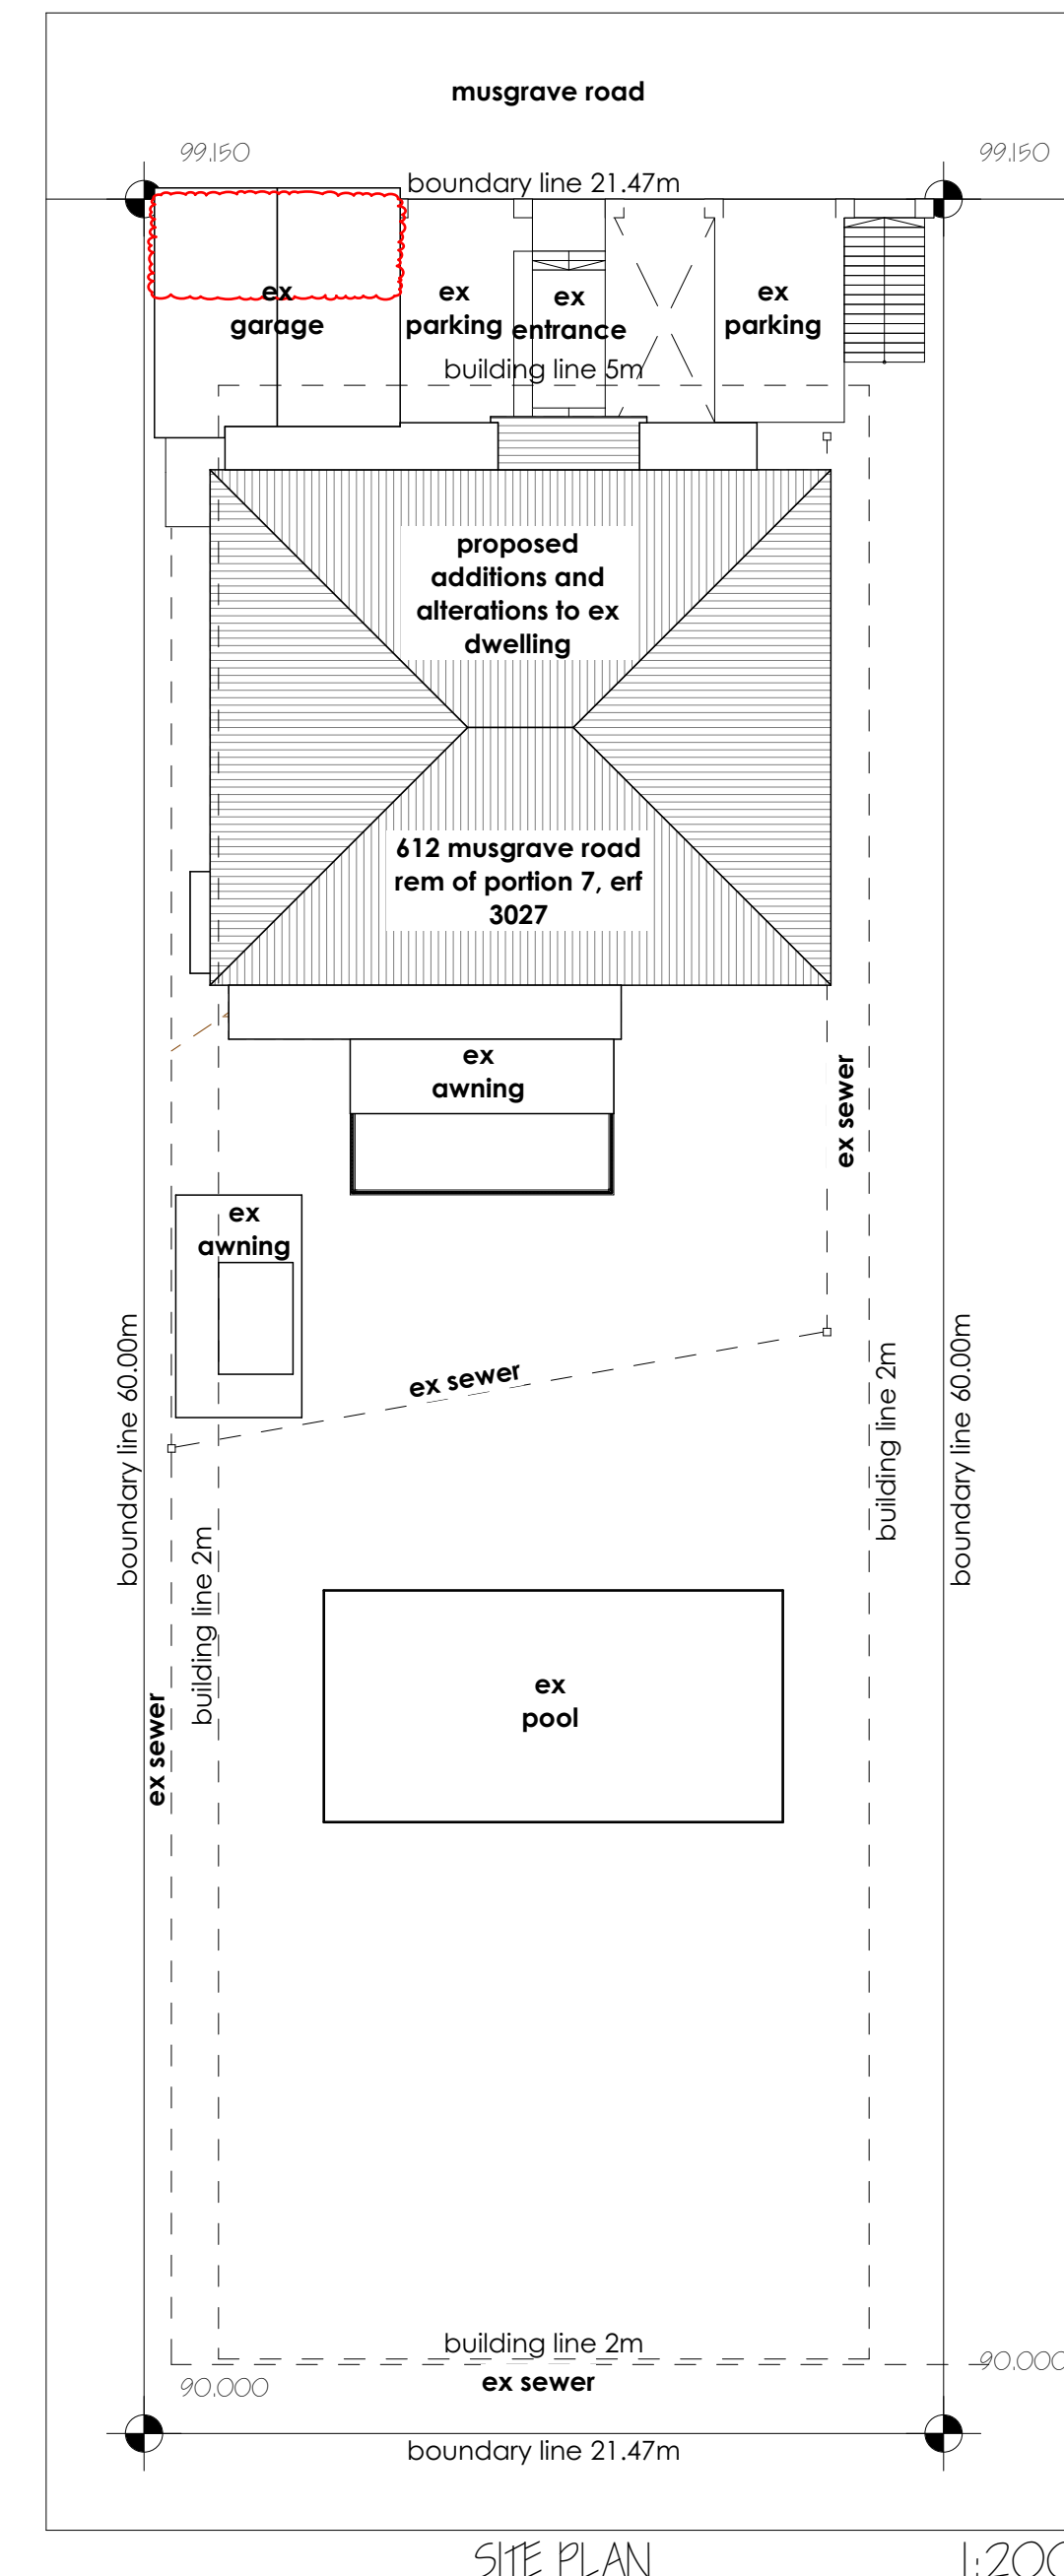 musgrave road
99.150
99.150
boundary line 21.47m
ex
garage
ex
parking
ex
entrance
ex
parking
building line 5m
proposed
additions and
alterations to ex
dwelling
612 musgrave road
rem of portion 7, erf
3027
ex
awning
ex sewer
ex
awning
boundary line 60.00m
ex sewer
building line 2m
boundary line 60.00m
building line 2m
ex
pool
ex sewer
building line 2m
90.000
90.000
ex sewer
boundary line 21.47m
SITE PLAN
1:200